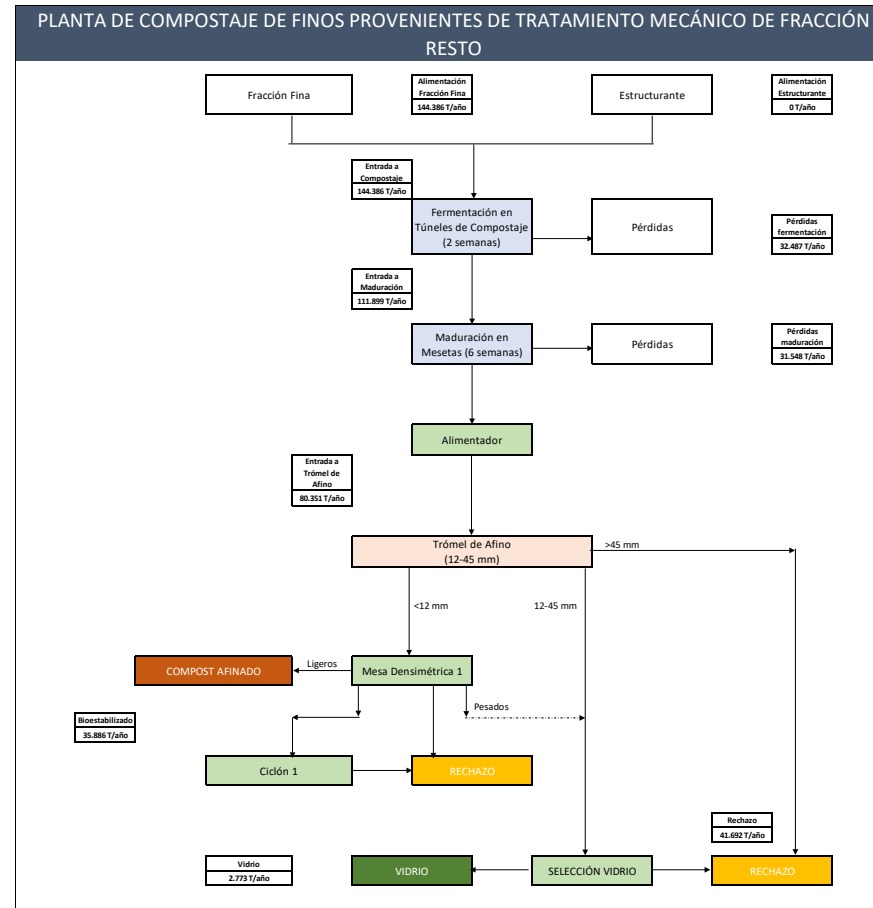 PLANTA DE COMPOSTAJE DE FINOS PROVENIENTES DE TRATAMIENTO MECÁNICO DE FRACCIÓN
RESTO
Fracción Fina
Alimentación
Fracción Fina
144.386 T/año
Estructurante
Alimentación
Estructurante
0 T/año
Entrada a
Compostaje
144.386 T/año
Fermentación en
Túneles de Compostaje
(2 semanas)
Pérdidas
Pérdidas
fermentación
32.487 T/año
Entrada a
Maduración
111.899 T/año
Maduración en
Mesetas (6 semanas)
Pérdidas
Pérdidas
maduración
31.548 T/año
Alimentador
Entrada a
Trómel de
Afino
80.351 T/año
Trómel de Afino
(12-45 mm)
>45 mm
<12 mm
12-45 mm
COMPOST AFINADO
Ligeros
Mesa Densimétrica 1
Pesados
Bioestabilizado
35.886 T/año
Ciclón 1
RECHAZO
Rechazo
41.692 T/año
Vidrio
2.773 T/año
VIDRIO
SELECCIÓN VIDRIO
RECHAZO